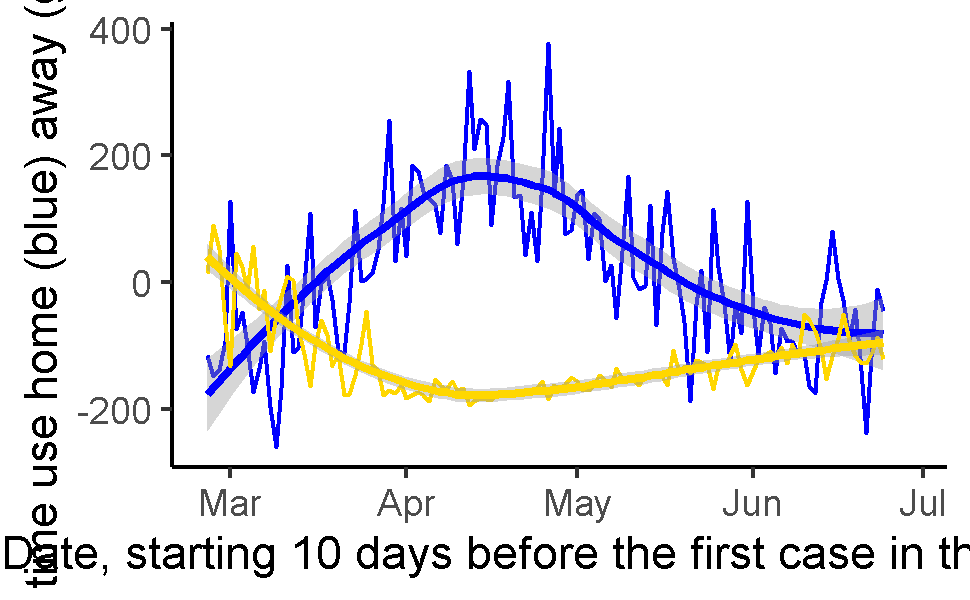 time use home (blue) away (
400
200
0
-200
Mar Apr May Jun Jul
Date, starting 10 days before the first case in th